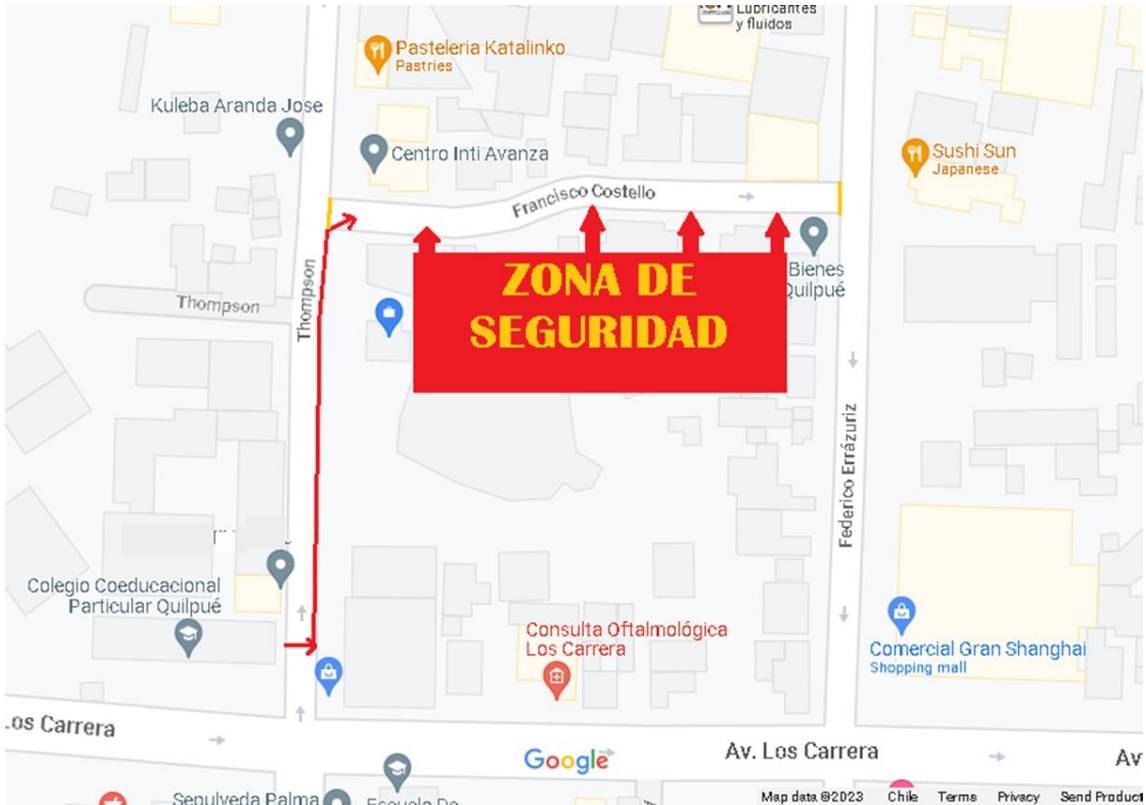 Lubricantes
y fluidos
Pasteleria Katalinko
Pastries
Kuleba Aranda Jose
Centro Inti Avanza
Sushi Sun
Japanese
Francisco Costello
ZONA DE
SEGURIDAD
Bienes
Quilpué
Thompson
Thompson
Federico Errázuriz
Colegio Coeducacional
Particular Quilpué
Consulta Oftalmológica
Los Carrera
Comercial Gran Shanghai
Shopping mall
Los Carrera
Google
Av. Los Carrera
Av
Sepulveda Palma
Escuela De
Map data ©2023 Chile Terms Privacy Send Product